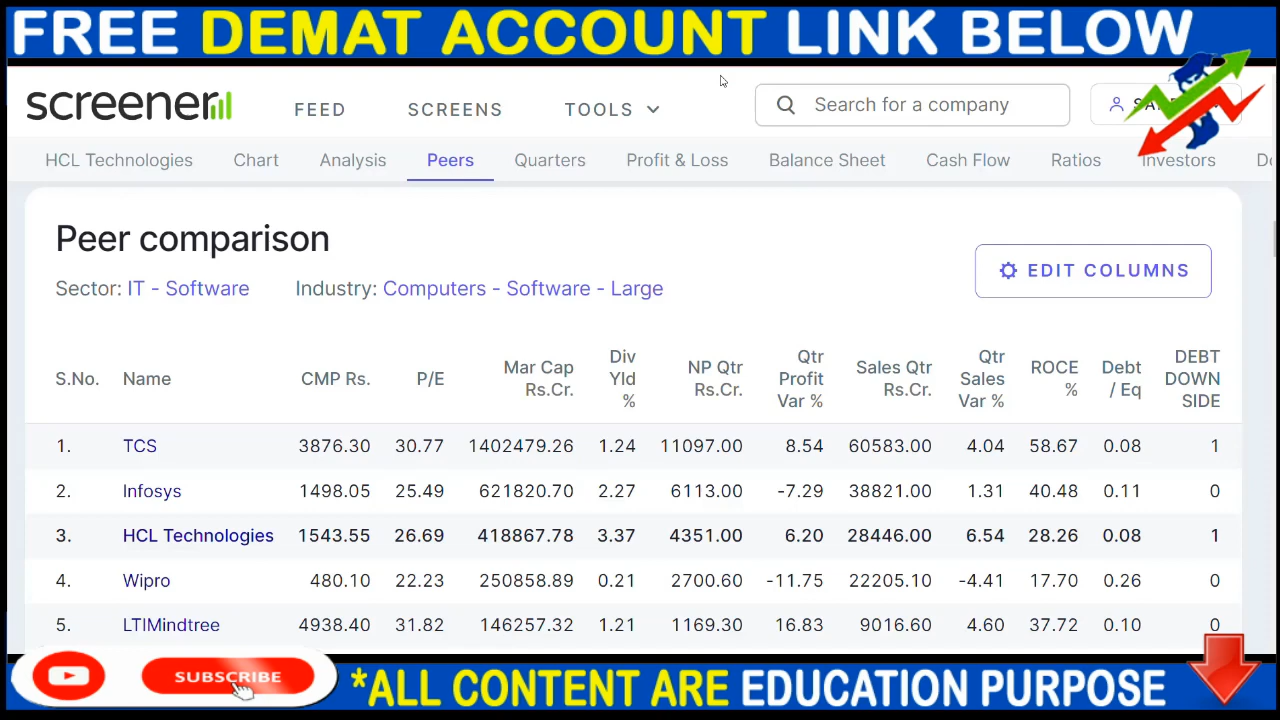 FREE DEMAT ACCOUNT LINK BELOW
screener FEED SCREENS TOOLS Search for a company
HCL Technologies Chart Analysis Peers Quarters Profit & Loss Balance Sheet Cash Flow Ratios Investors
Peer comparison
EDIT COLUMNS
Sector: IT - Software Industry: Computers - Software - Large
S.No. Name CMP Rs. P/E Mar Cap Rs.Cr. Div Yld % NP Qtr Rs.Cr. Qtr Profit Var % Sales Qtr Rs.Cr. Qtr Sales Var % ROCE % Debt / Eq DEBT DOWN SIDE
1. TCS 3876.30 30.77 1402479.26 1.24 11097.00 8.54 60583.00 4.04 58.67 0.08 1
2. Infosys 1498.05 25.49 621820.70 2.27 6113.00 -7.29 38821.00 1.31 40.48 0.11 0
3. HCL Technologies 1543.55 26.69 418867.78 3.37 4351.00 6.20 28446.00 6.54 28.26 0.08 1
4. Wipro 480.10 22.23 250858.89 0.21 2700.60 -11.75 22205.10 -4.41 17.70 0.26 0
5. LTIMindtree 4938.40 31.82 146257.32 1.21 1169.30 16.83 9016.60 4.60 37.72 0.10 0
SUBSCRIBE
*ALL CONTENT ARE EDUCATION PURPOSE